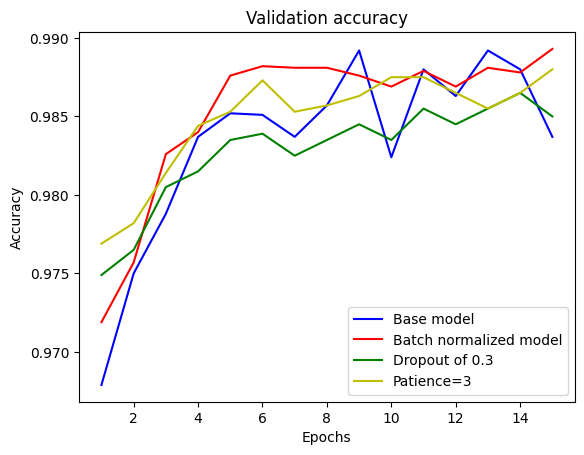 Validation accuracy
0.990
0.985
0.980
0.975
0.970
Accuracy
2
4
6
8
10
12
14
Epochs
Base model
Batch normalized model
Dropout of 0.3
Patience=3